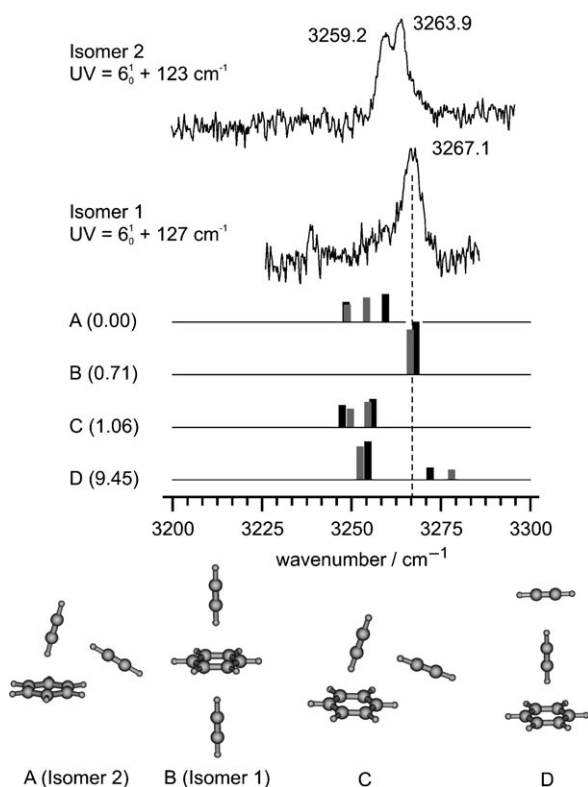 3259.2
3263.9
Isomer 2
UV = 6¹₀ + 123 cm⁻¹
3267.1
Isomer 1
UV = 6¹₀ + 127 cm⁻¹
A (0.00)
B (0.71)
C (1.06)
D (9.45)
3200 3225 3250 3275 3300
wavenumber / cm⁻¹
A (Isomer 2) B (Isomer 1) C D